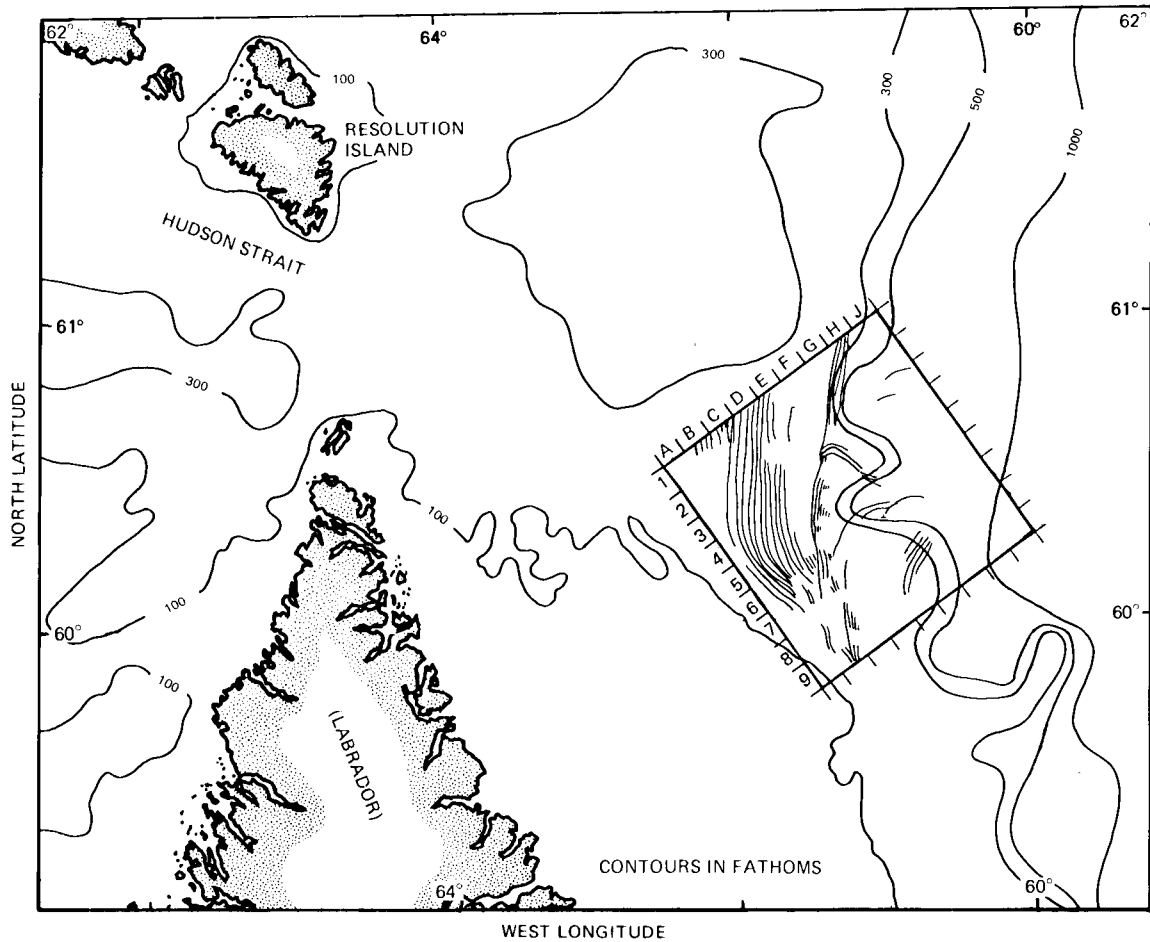 62°
64°
60°
62°
300
100
300
500
1000
RESOLUTION
ISLAND
HUDSON STRAIT
61°
61°
A B C D E F G H J
300
1 2 3 4 5 6 7 8 9
100
100
60°
60°
100
(LABRADOR)
CONTOURS IN FATHOMS
64°
60°
NORTH LATITUDE
WEST LONGITUDE